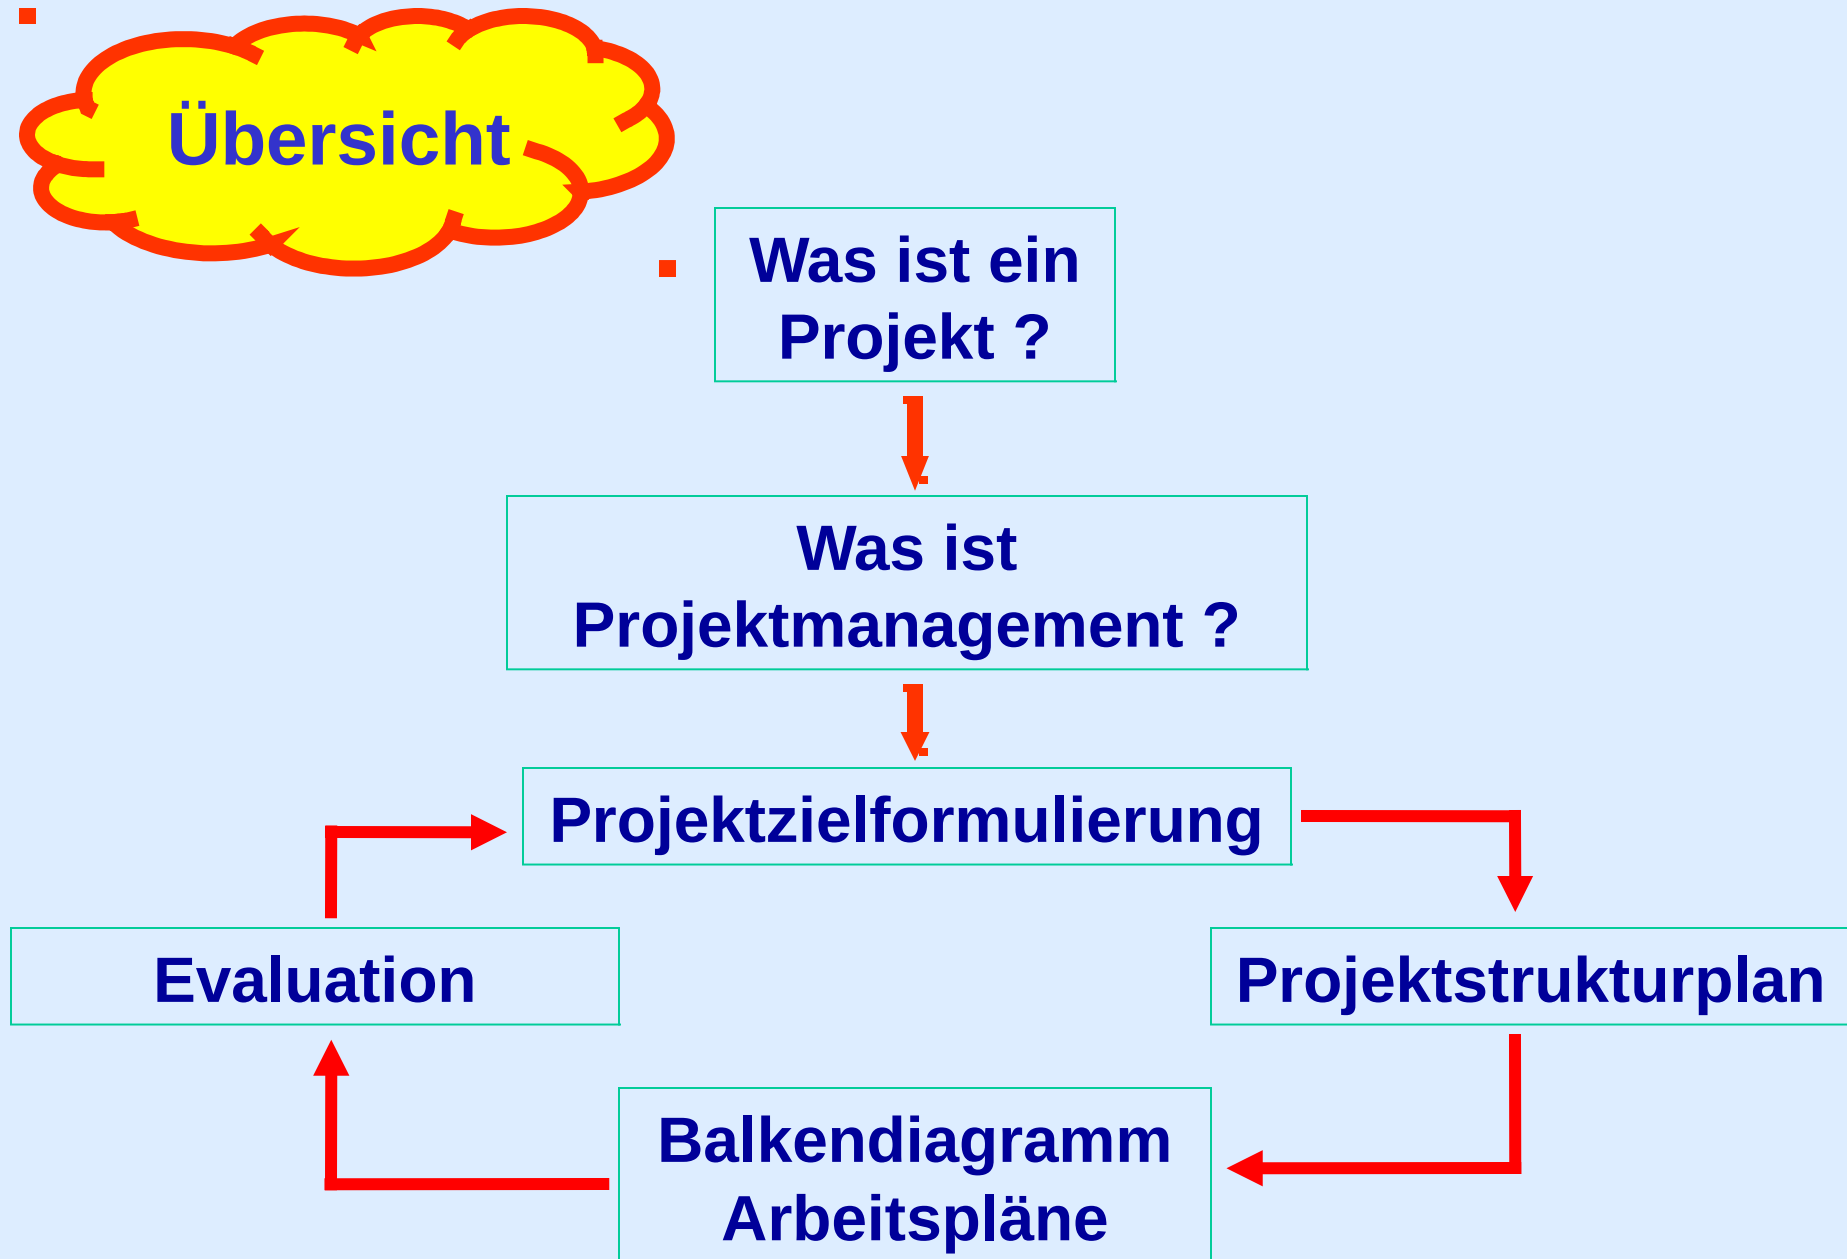 Übersicht
Was ist ein
Projekt ?
Was ist
Projektmanagement ?
Projektzielformulierung
Evaluation
Projektstrukturplan
Balkendiagramm
Arbeitspläne